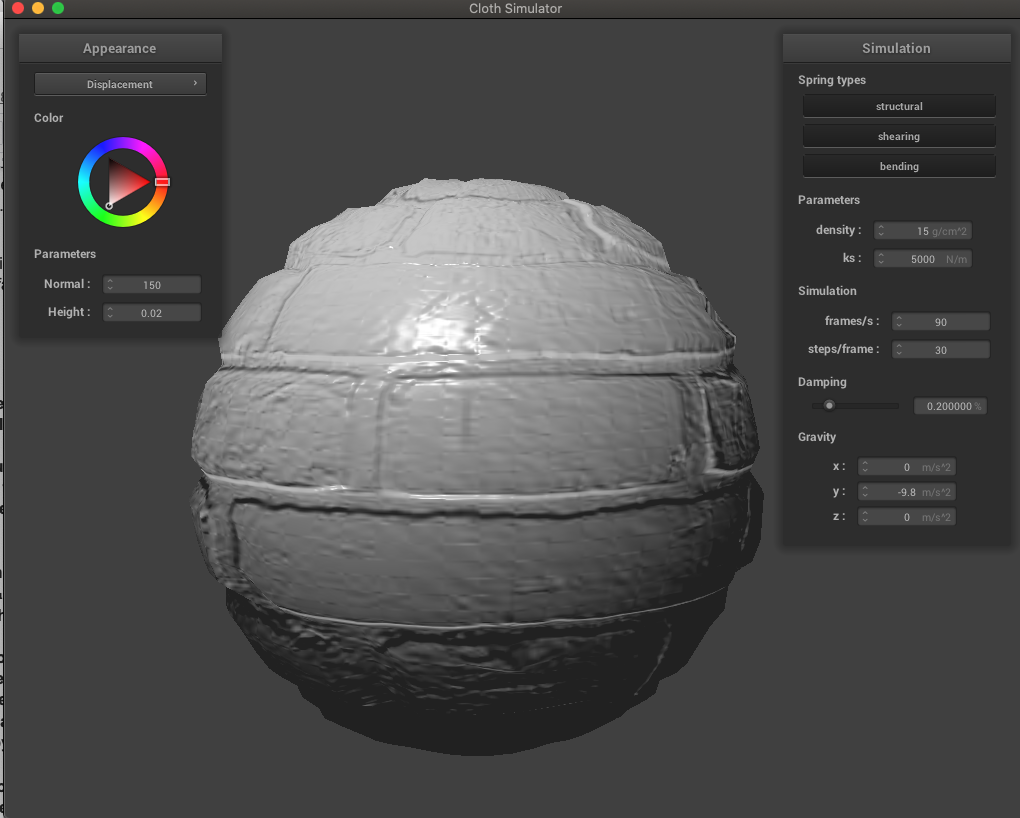 Cloth Simulator
Appearance
Displacement
Color
Parameters
Normal : 150
Height : 0.02
Simulation
Spring types
structural
shearing
bending
Parameters
density : 15 g/cm^2
ks : 5000 N/m
Simulation
frames/s : 90
steps/frame : 30
Damping
0.200000 %
Gravity
x : 0 m/s^2
y : -9.8 m/s^2
z : 0 m/s^2